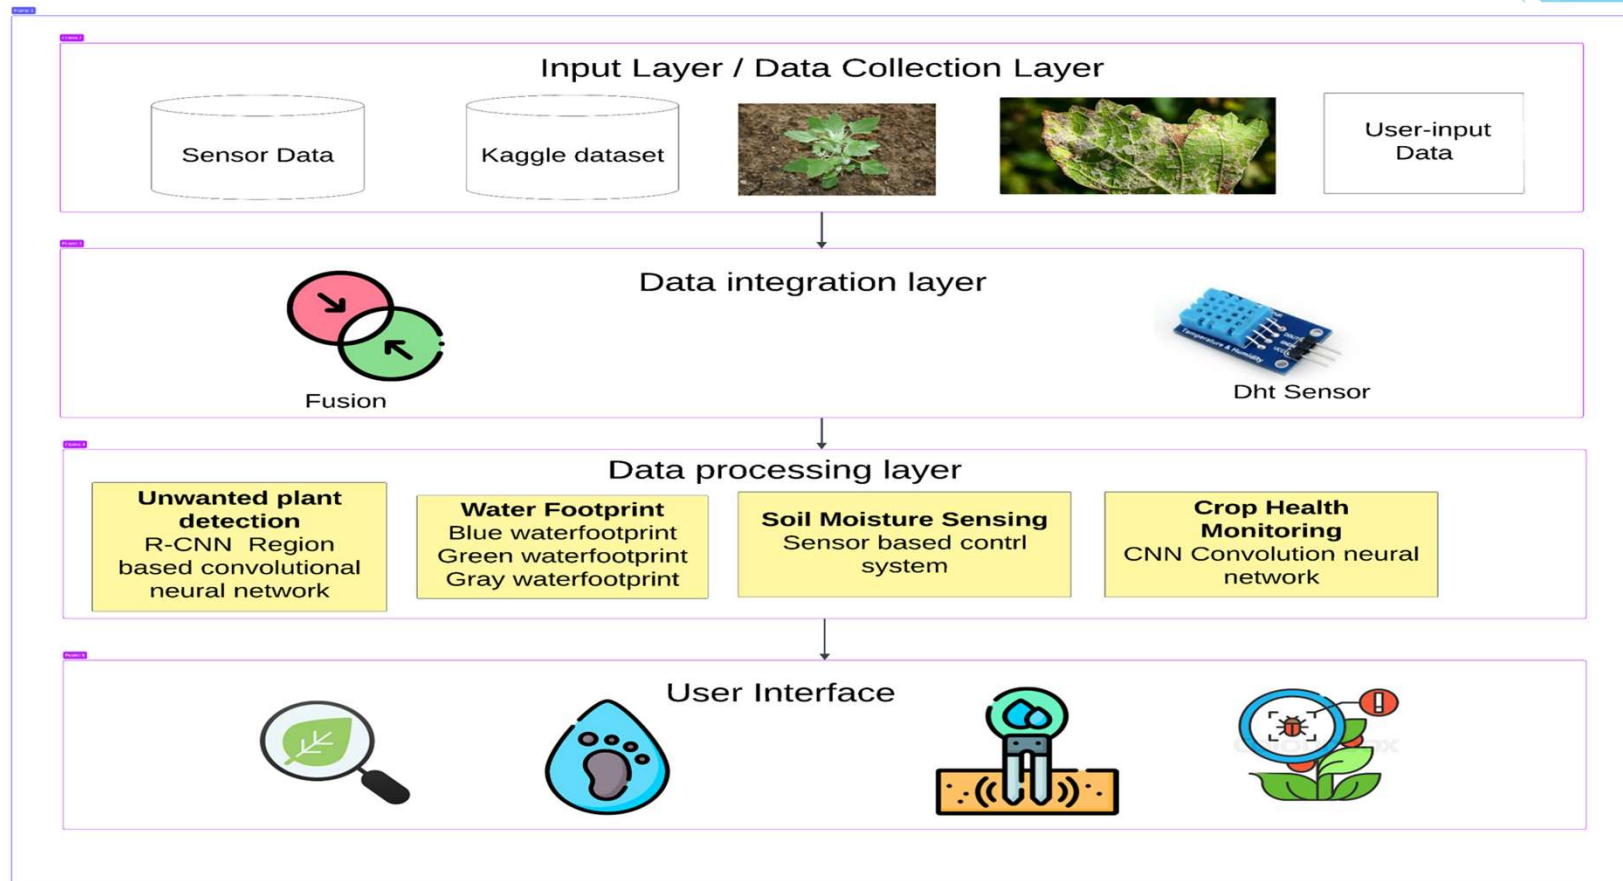 Input Layer / Data Collection Layer
Sensor Data
Kaggle dataset
User-input
Data
Data integration layer
Fusion
Temperature & Humidity
Dht Sensor
Data processing layer
Unwanted plant
detection
R-CNN Region
based convolutional
neural network
Water Footprint
Blue waterfootprint
Green waterfootprint
Gray waterfootprint
Soil Moisture Sensing
Sensor based contrl
system
Crop Health
Monitoring
CNN Convolution neural
network
User Interface